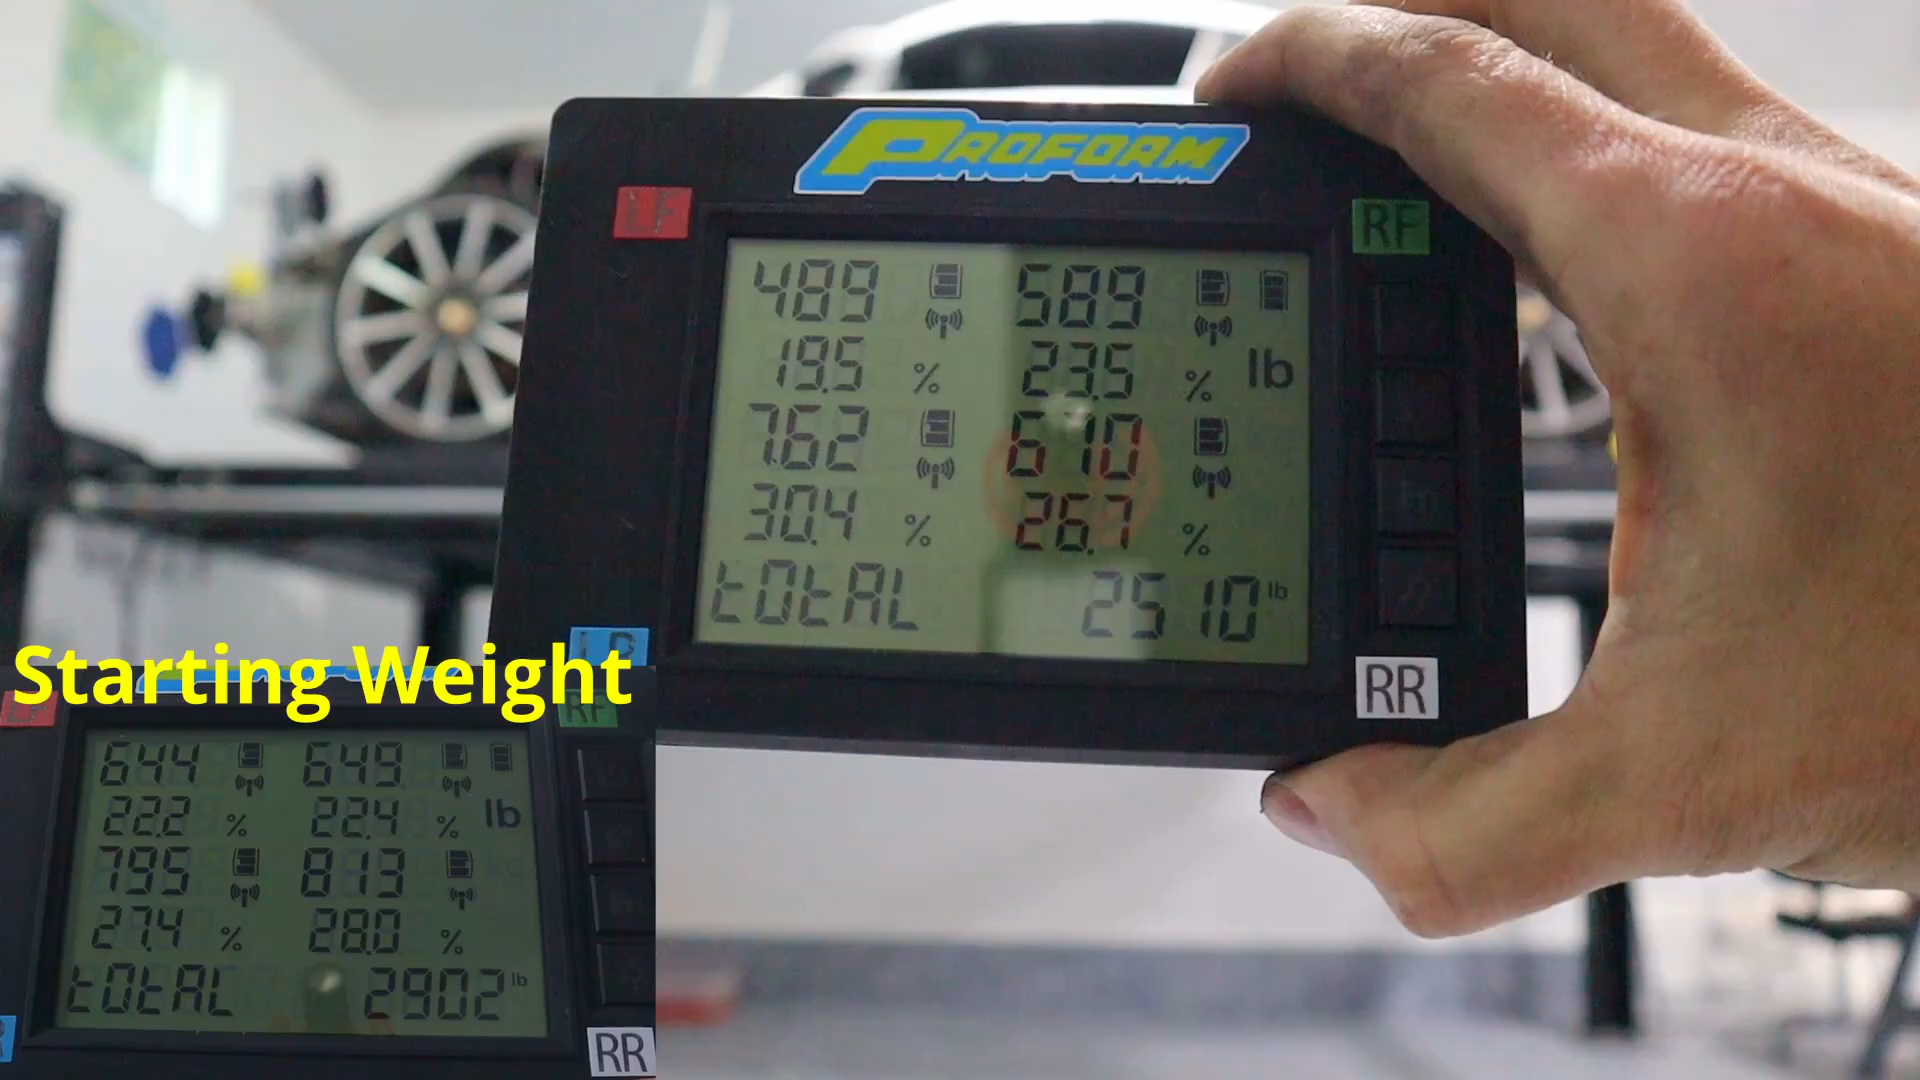 PROFORM
LF
RF
489 589
19.5 % 23.5 % lb
762 670
30.4 % 26.7 %
total 2510 lb
RR
Starting Weight
RF
644 649
22.2 % 22.4 % lb
795 813
27.4 % 28.0 %
total 2902 lb
RR